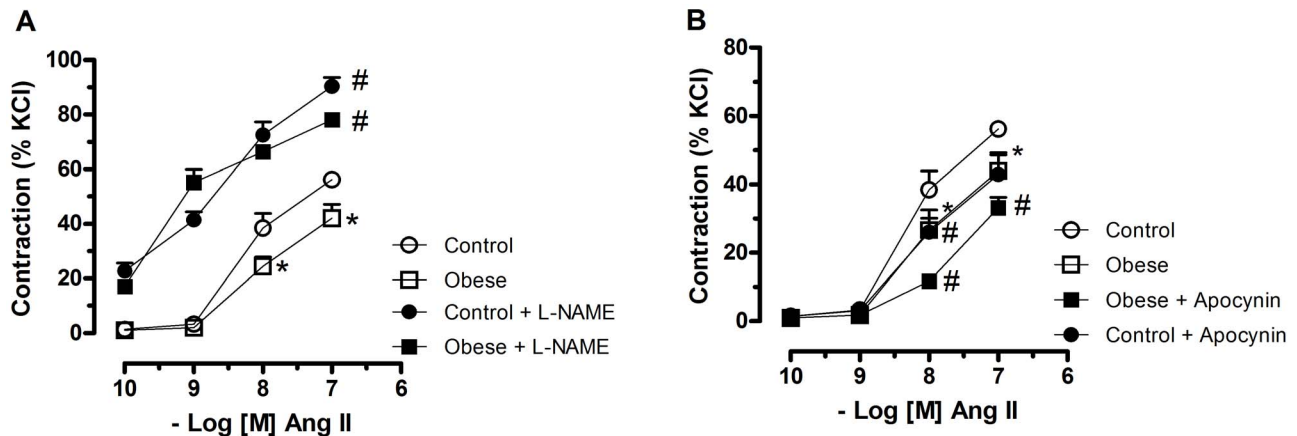 A
Contraction (% KCl)
100
80
60
40
20
0
10 9 8 7 6
- Log [M] Ang II
#
#
*
*
Control
Obese
Control + L-NAME
Obese + L-NAME
B
Contraction (% KCl)
80
60
40
20
0
10 9 8 7 6
- Log [M] Ang II
*
*
#
#
#
Control
Obese
Obese + Apocynin
Control + Apocynin